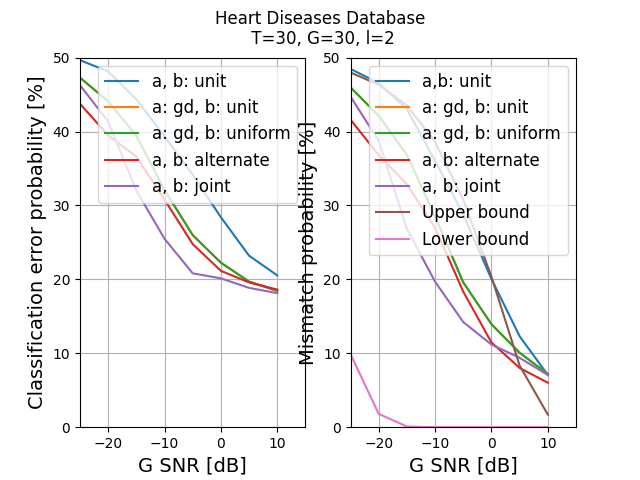 Heart Diseases Database
T=30, G=30, l=2
Classification error probability [%]
50
40
30
20
10
0
−20
−10
0
10
G SNR [dB]
a, b: unit
a: gd, b: unit
a: gd, b: uniform
a, b: alternate
a, b: joint
Mismatch probability [%]
50
40
30
20
10
0
−20
−10
0
10
G SNR [dB]
a,b: unit
a: gd, b: unit
a: gd, b: uniform
a, b: alternate
a, b: joint
Upper bound
Lower bound